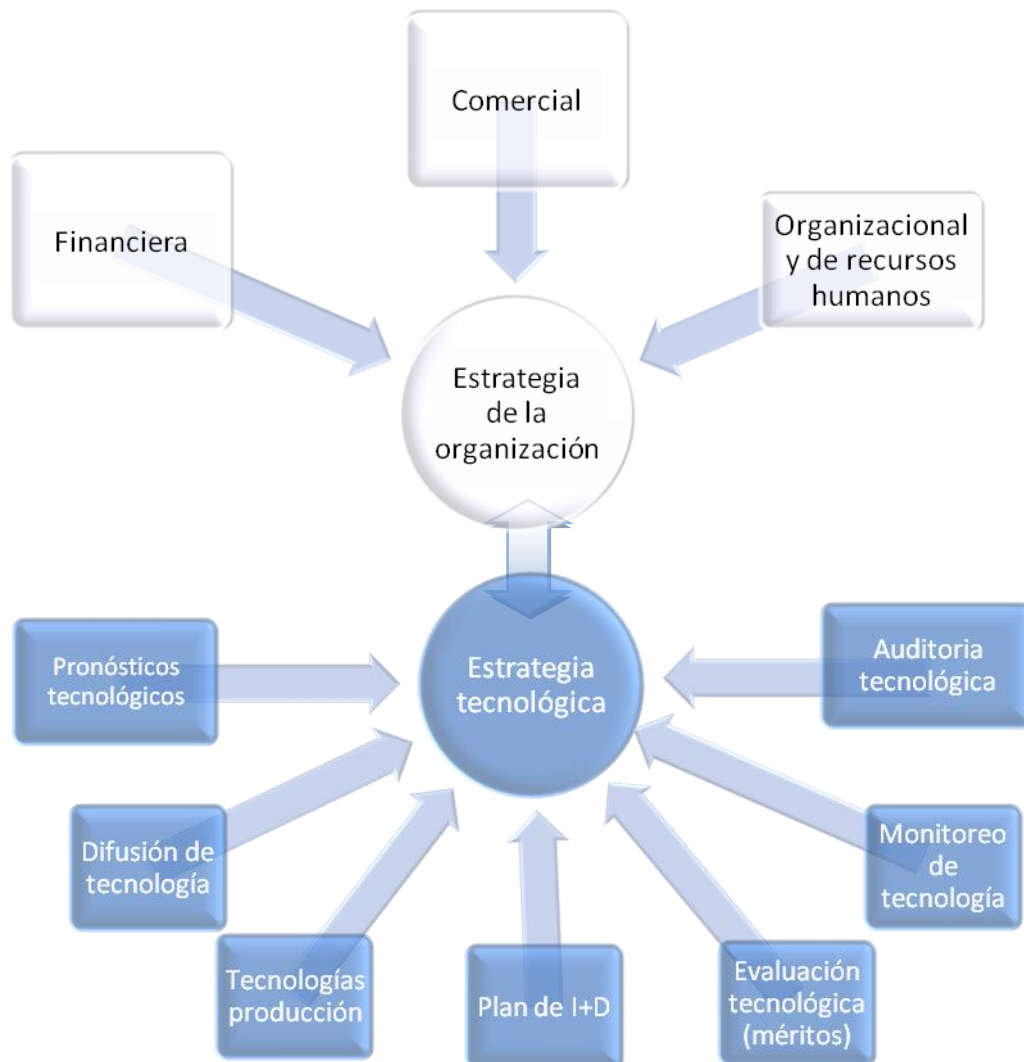 Comercial
Financiera
Organizacional
y de recursos
humanos
Estrategia
de la
organización
Estrategia
tecnológica
Pronósticos
tecnológicos
Auditoria
tecnológica
Difusión de
tecnología
Monitoreo
de
tecnología
Tecnologías
producción
Plan de I+D
Evaluación
tecnológica
(méritos)